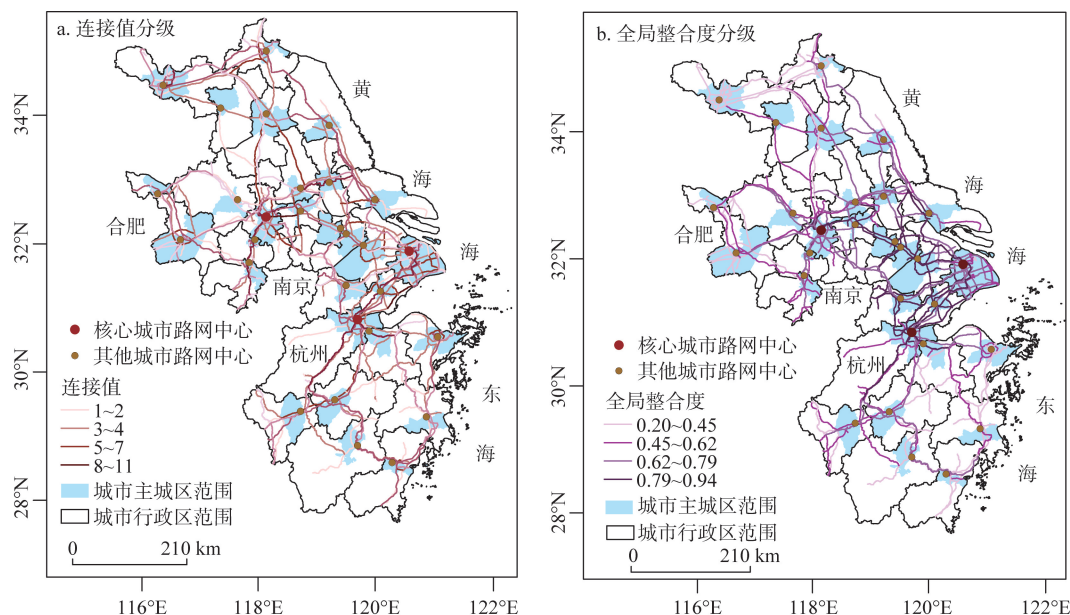 a. 连接值分级
黄
海
海
东
海
合肥
南京
杭州
核心城市路网中心
其他城市路网中心
连接值
1~2
3~4
5~7
8~11
城市主城区范围
城市行政区范围
0 210 km
34°N
32°N
30°N
28°N
116°E 118°E 120°E 122°E
b. 全局整合度分级
黄
海
海
东
海
合肥
南京
杭州
核心城市路网中心
其他城市路网中心
全局整合度
0.20~0.45
0.45~0.62
0.62~0.79
0.79~0.94
城市主城区范围
城市行政区范围
0 210 km
34°N
32°N
30°N
28°N
116°E 118°E 120°E 122°E